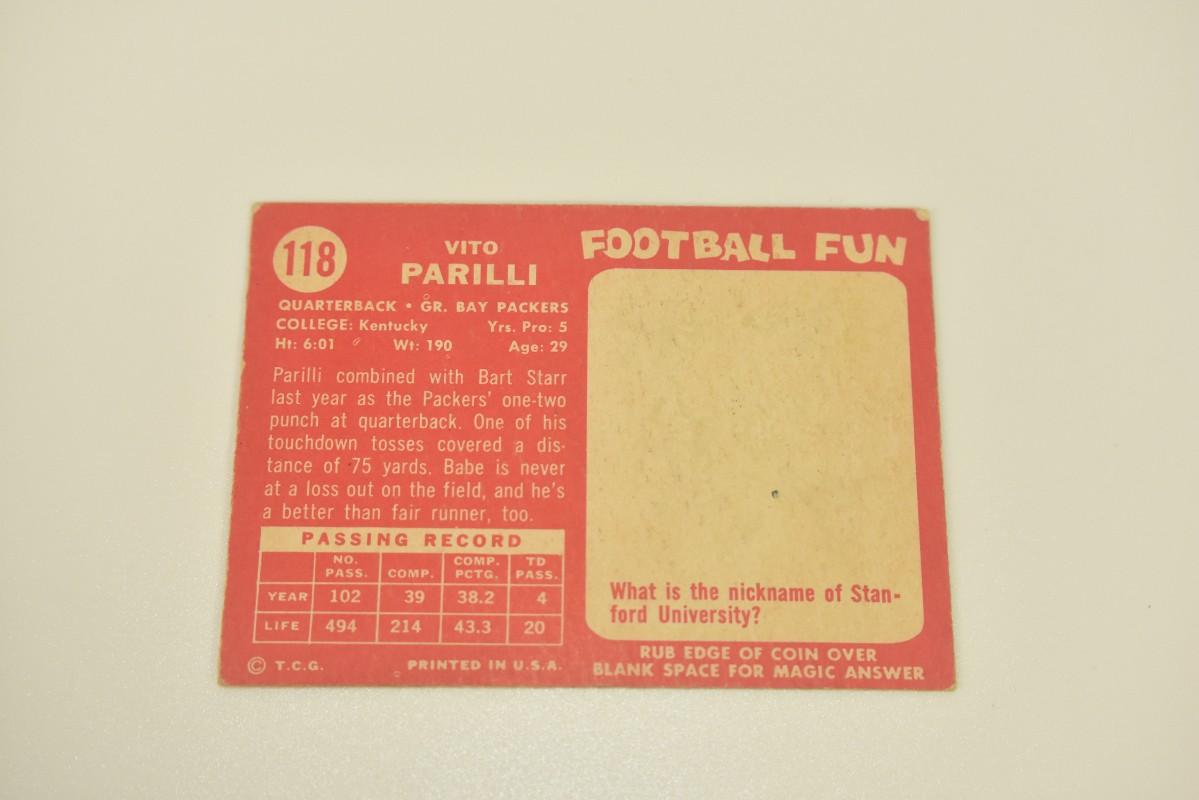 118
VITO
PARILLI
QUARTERBACK • GR. BAY PACKERS
COLLEGE: Kentucky Yrs. Pro: 5
Ht: 6:01 Wt: 190 Age: 29
Parilli combined with Bart Starr
last year as the Packers' one-two
punch at quarterback. One of his
touchdown tosses covered a dis-
tance of 75 yards. Babe is never
at a loss out on the field, and he's
a better than fair runner, too.
PASSING RECORD
NO. PASS. COMP. COMP. PCTG. TD PASS.
YEAR 102 39 38.2 4
LIFE 494 214 43.3 20
© T.C.G. PRINTED IN U.S.A.
FOOTBALL FUN
What is the nickname of Stan-
ford University?
RUB EDGE OF COIN OVER
BLANK SPACE FOR MAGIC ANSWER